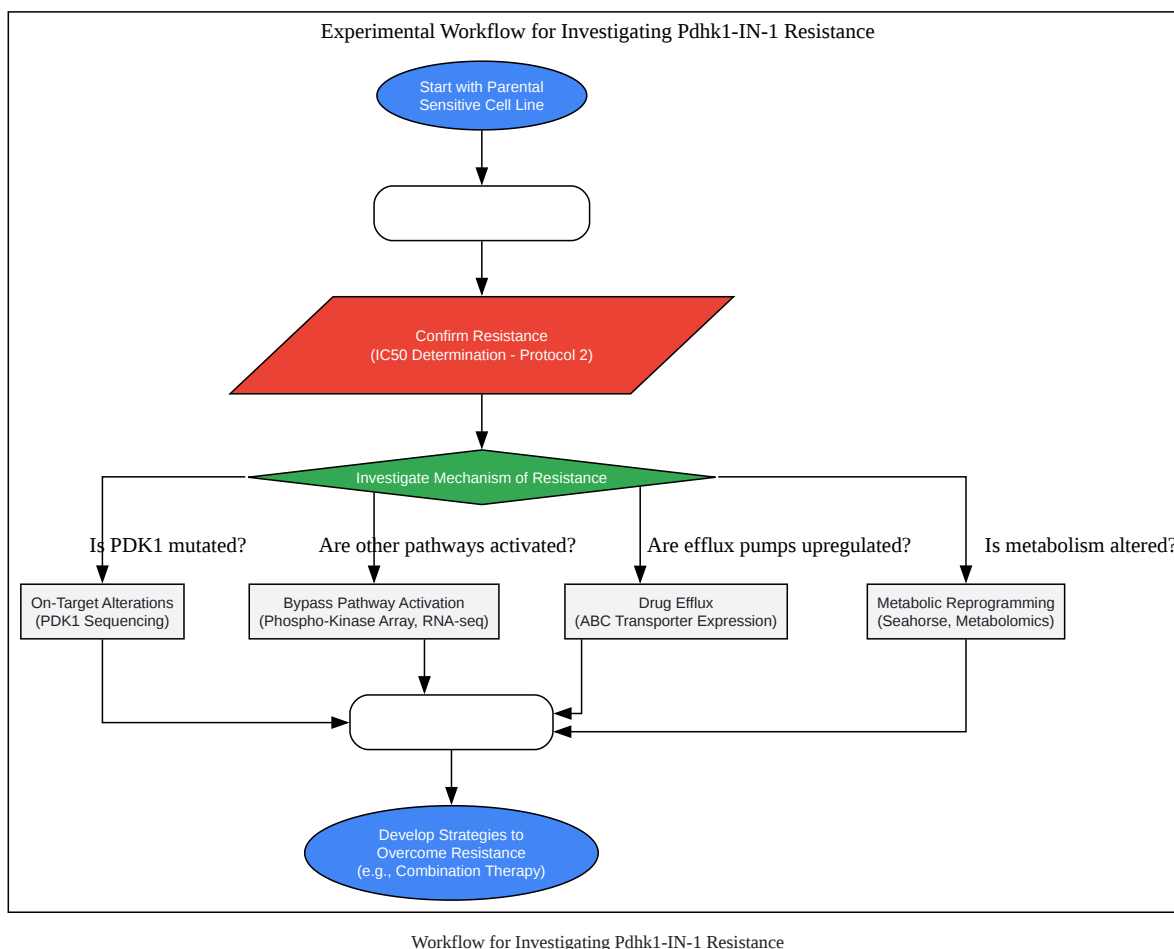 Experimental Workflow for Investigating Pdhk1-IN-1 Resistance
Start with Parental
Sensitive Cell Line
Confirm Resistance
(IC50 Determination - Protocol 2)
Investigate Mechanism of Resistance
Is PDK1 mutated?
Are other pathways activated?
Are efflux pumps upregulated?
Is metabolism altered?
On-Target Alterations
(PDK1 Sequencing)
Bypass Pathway Activation
(Phospho-Kinase Array, RNA-seq)
Drug Efflux
(ABC Transporter Expression)
Metabolic Reprogramming
(Seahorse, Metabolomics)
Develop Strategies to
Overcome Resistance
(e.g., Combination Therapy)
Workflow for Investigating Pdhk1-IN-1 Resistance